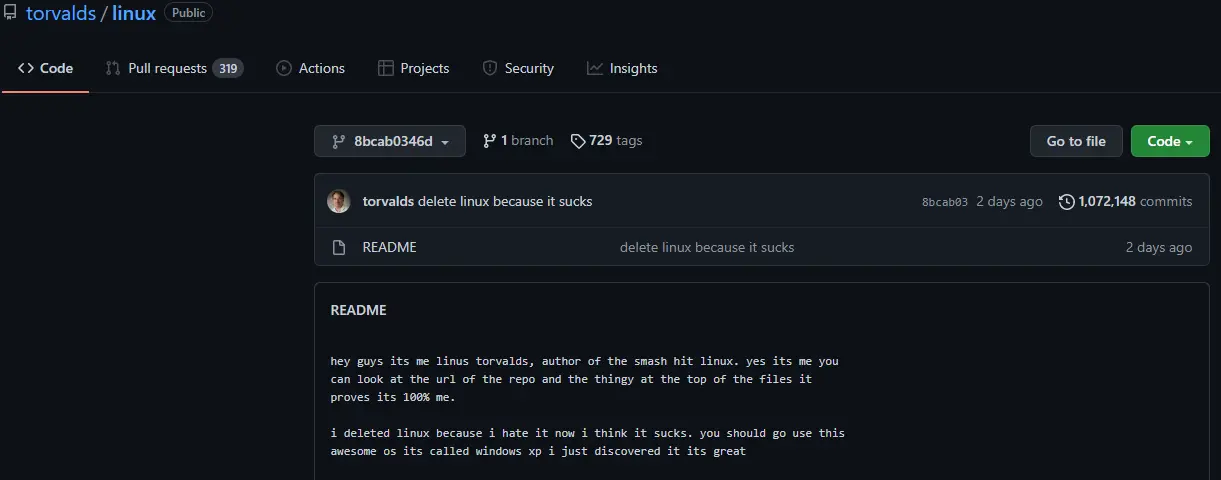 torvalds / linux Public
Code Pull requests 319 Actions Projects Security Insights
8bcab0346d 1 branch 729 tags Go to file Code
torvalds delete linux because it sucks 8bcab03 2 days ago 1,072,148 commits
README delete linux because it sucks 2 days ago
README
hey guys its me linus torvalds, author of the smash hit linux. yes its me you
can look at the url of the repo and the thingy at the top of the files it
proves its 100% me.
i deleted linux because i hate it now i think it sucks. you should go use this
awesome os its called windows xp i just discovered it its great